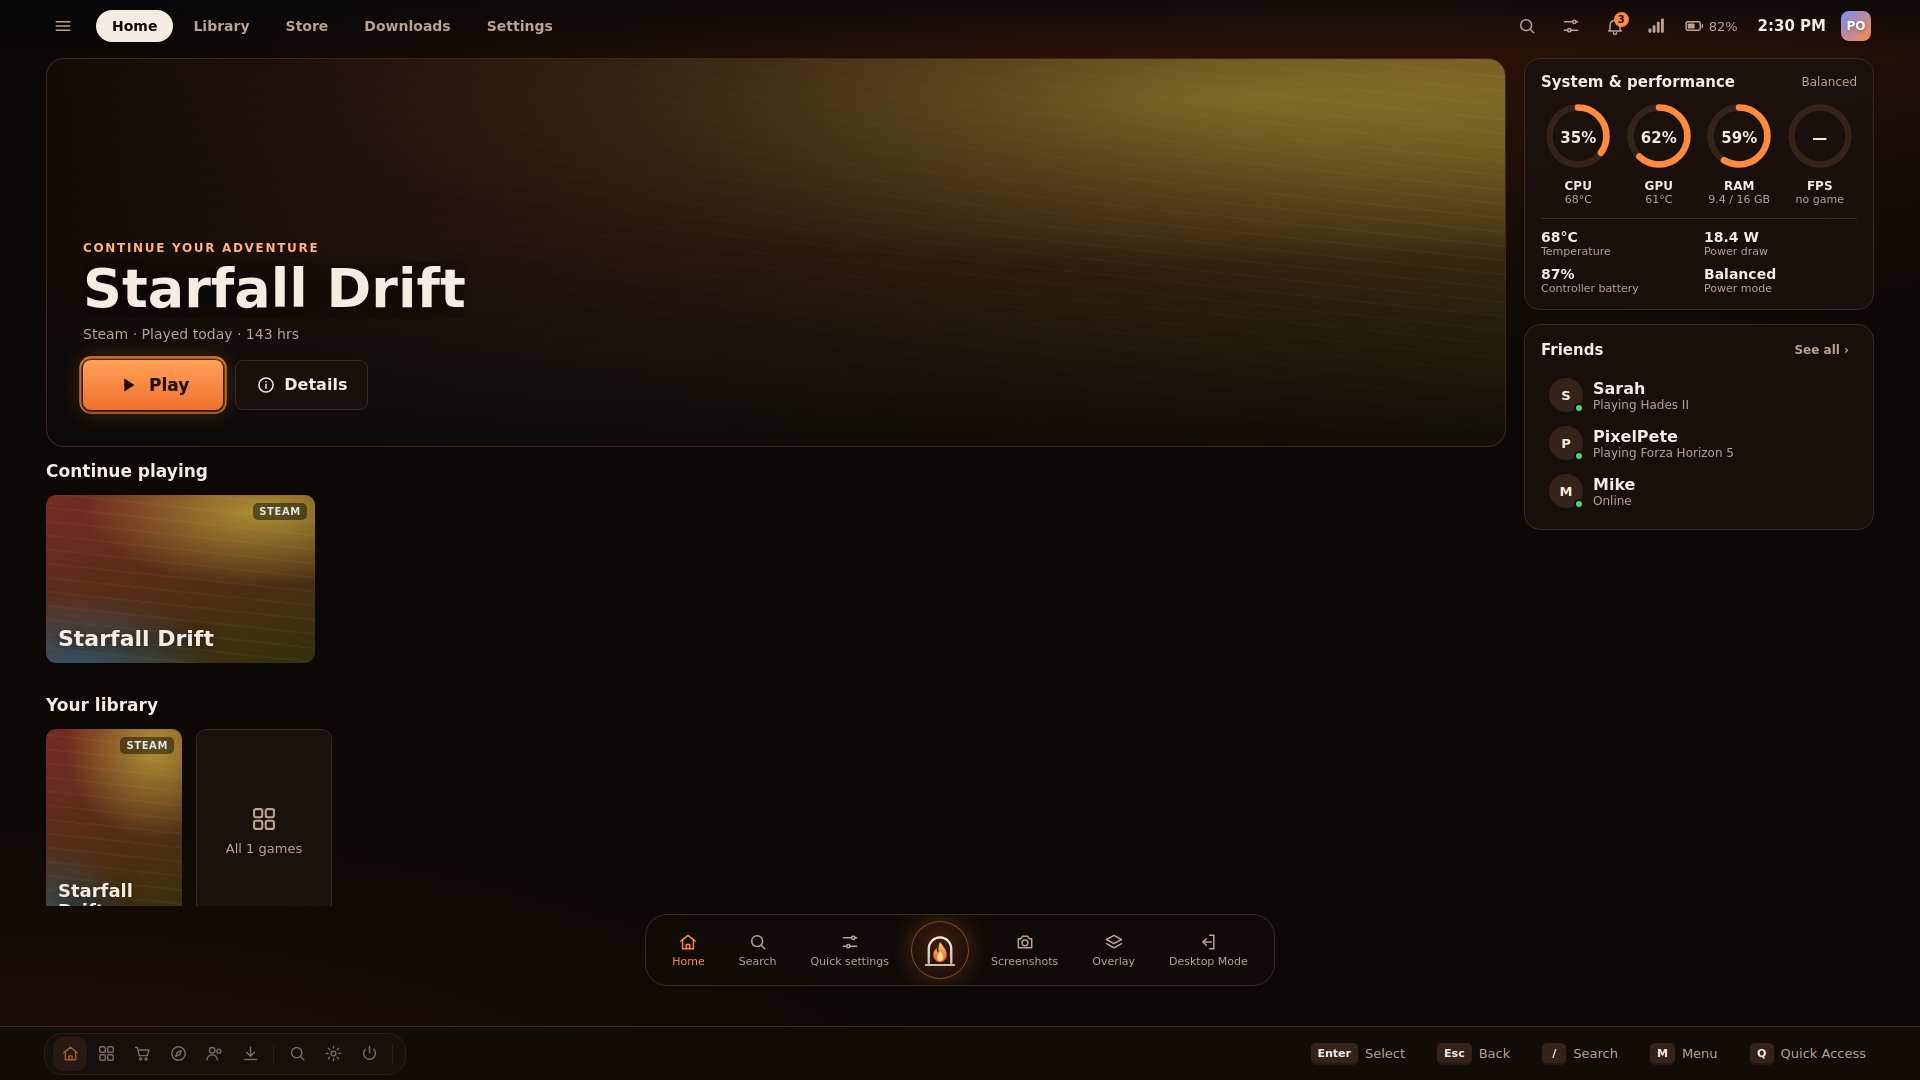 Home Library Store Downloads Settings
3 82% 2:30 PM PO
CONTINUE YOUR ADVENTURE
Starfall Drift
Steam · Played today · 143 hrs
Play Details
System & performance Balanced
35% 62% 59% —
CPU GPU RAM FPS
68°C 61°C 9.4 / 16 GB no game
68°C 18.4 W
Temperature Power draw
87% Balanced
Controller battery Power mode
Friends See all ›
S Sarah
Playing Hades II
P PixelPete
Playing Forza Horizon 5
M Mike
Online
Continue playing
STEAM
Starfall Drift
Your library
STEAM
Starfall
Drift
All 1 games
Home Search Quick settings Screenshots Overlay Desktop Mode
Enter Select Esc Back / Search M Menu Q Quick Access